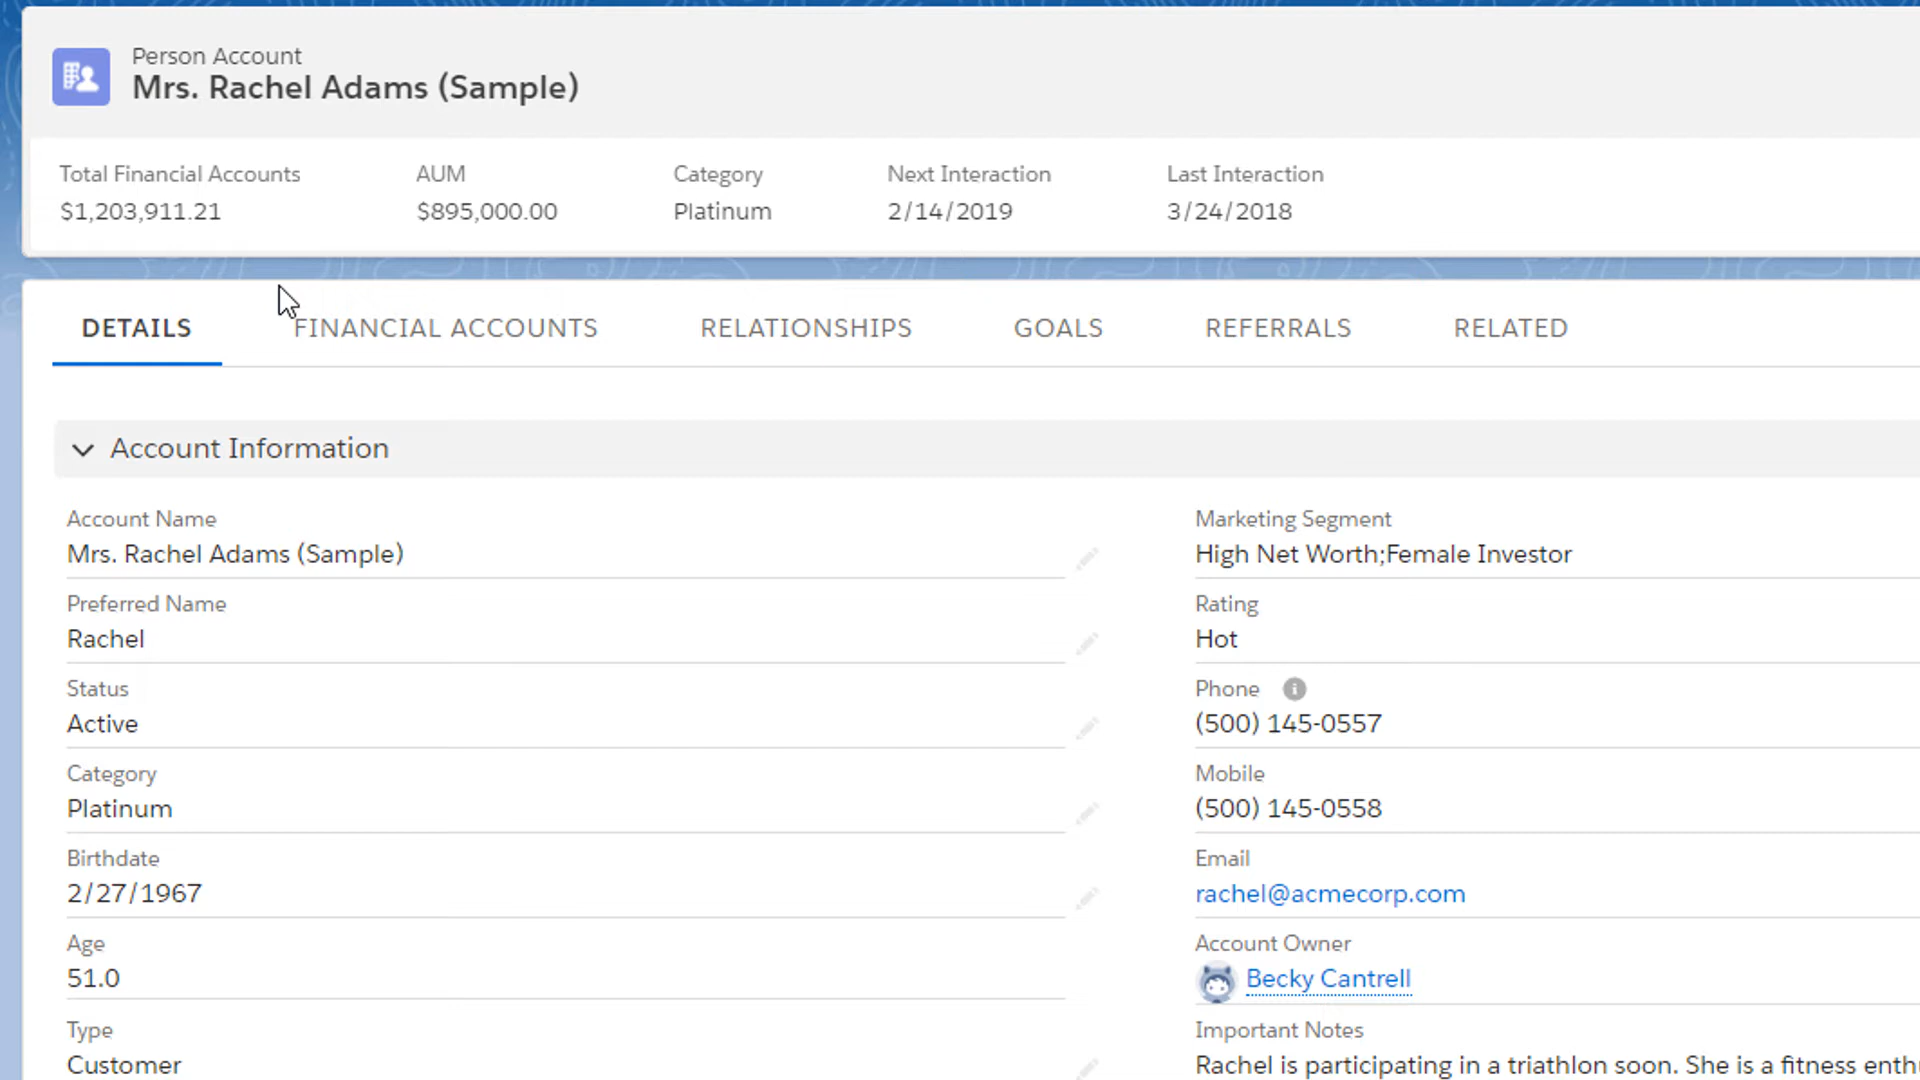 Person Account
Mrs. Rachel Adams (Sample)
Total Financial Accounts
$1,203,911.21
AUM
$895,000.00
Category
Platinum
Next Interaction
2/14/2019
Last Interaction
3/24/2018
DETAILS
FINANCIAL ACCOUNTS
RELATIONSHIPS
GOALS
REFERRALS
RELATED
Account Information
Account Name
Mrs. Rachel Adams (Sample)
Preferred Name
Rachel
Status
Active
Category
Platinum
Birthdate
2/27/1967
Age
51.0
Type
Customer
Marketing Segment
High Net Worth;Female Investor
Rating
Hot
Phone
(500) 145-0557
Mobile
(500) 145-0558
Email
rachel@acmecorp.com
Account Owner
Becky Cantrell
Important Notes
Rachel is participating in a triathlon soon. She is a fitness enth